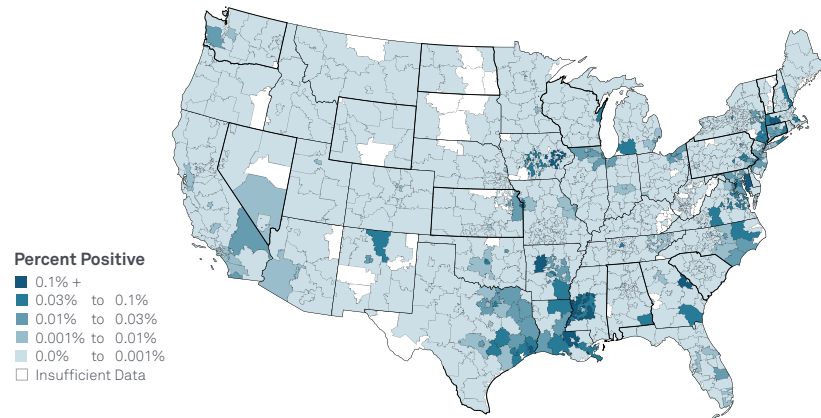 Percent Positive
0.1% +
0.03% to 0.1%
0.01% to 0.03%
0.001% to 0.01%
0.0% to 0.001%
Insufficient Data